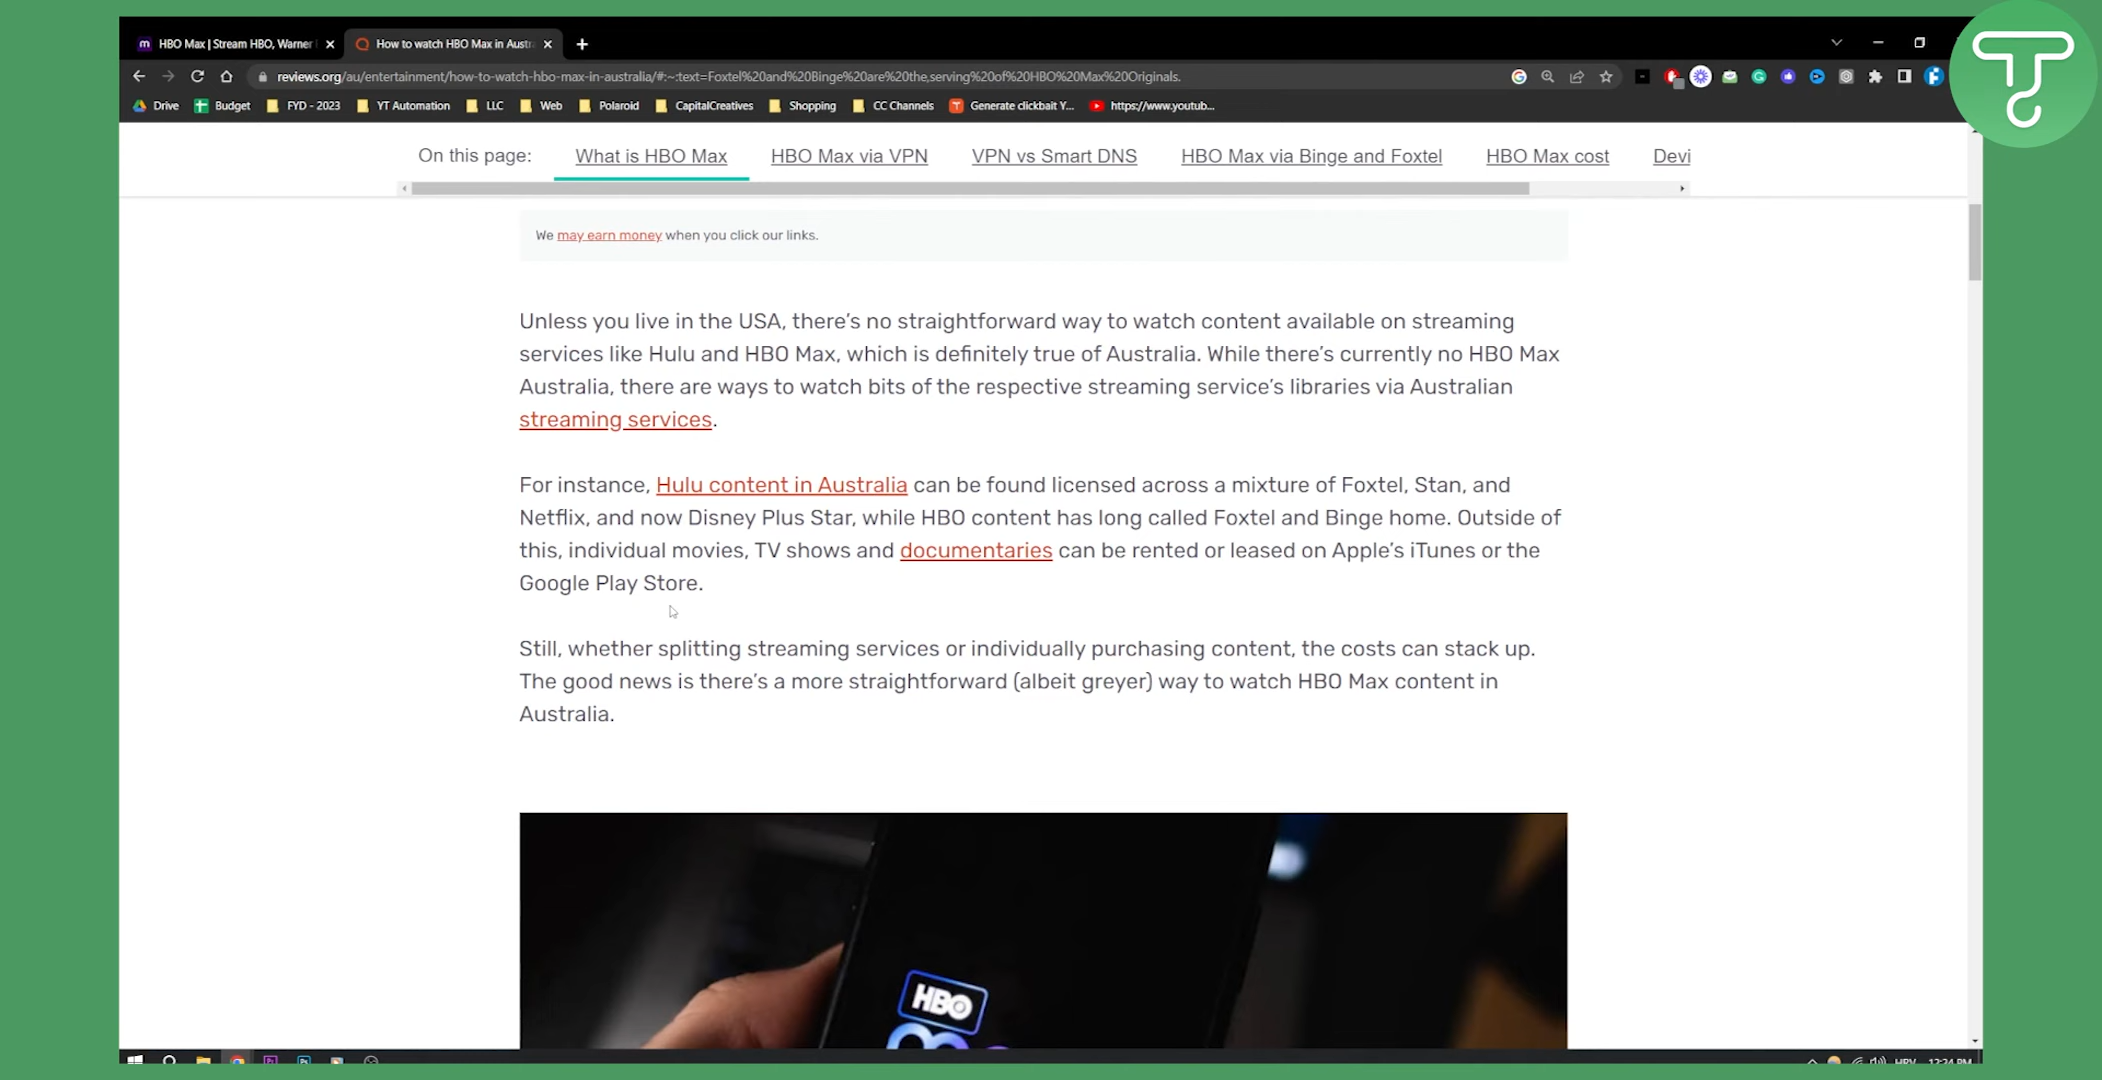 HBO Max | Stream HBO, Warner
How to watch HBO Max in Austr
reviews.org/au/entertainment/how-to-watch-hbo-max-in-australia/#:~:text=Foxtel%20and%20Binge%20are%20the,serving%20of%20HBO%20Max%20Originals.
Drive Budget FYD - 2023 YT Automation LLC Web Polaroid CapitalCreatives Shopping CC Channels Generate clickbait Y... https://www.youtub...
On this page: What is HBO Max HBO Max via VPN VPN vs Smart DNS HBO Max via Binge and Foxtel HBO Max cost Devi
We may earn money when you click our links.
Unless you live in the USA, there's no straightforward way to watch content available on streaming
services like Hulu and HBO Max, which is definitely true of Australia. While there's currently no HBO Max
Australia, there are ways to watch bits of the respective streaming service's libraries via Australian
streaming services.
For instance, Hulu content in Australia can be found licensed across a mixture of Foxtel, Stan, and
Netflix, and now Disney Plus Star, while HBO content has long called Foxtel and Binge home. Outside of
this, individual movies, TV shows and documentaries can be rented or leased on Apple's iTunes or the
Google Play Store.
Still, whether splitting streaming services or individually purchasing content, the costs can stack up.
The good news is there's a more straightforward (albeit greyer) way to watch HBO Max content in
Australia.
HBO
HRV 12:24 PM